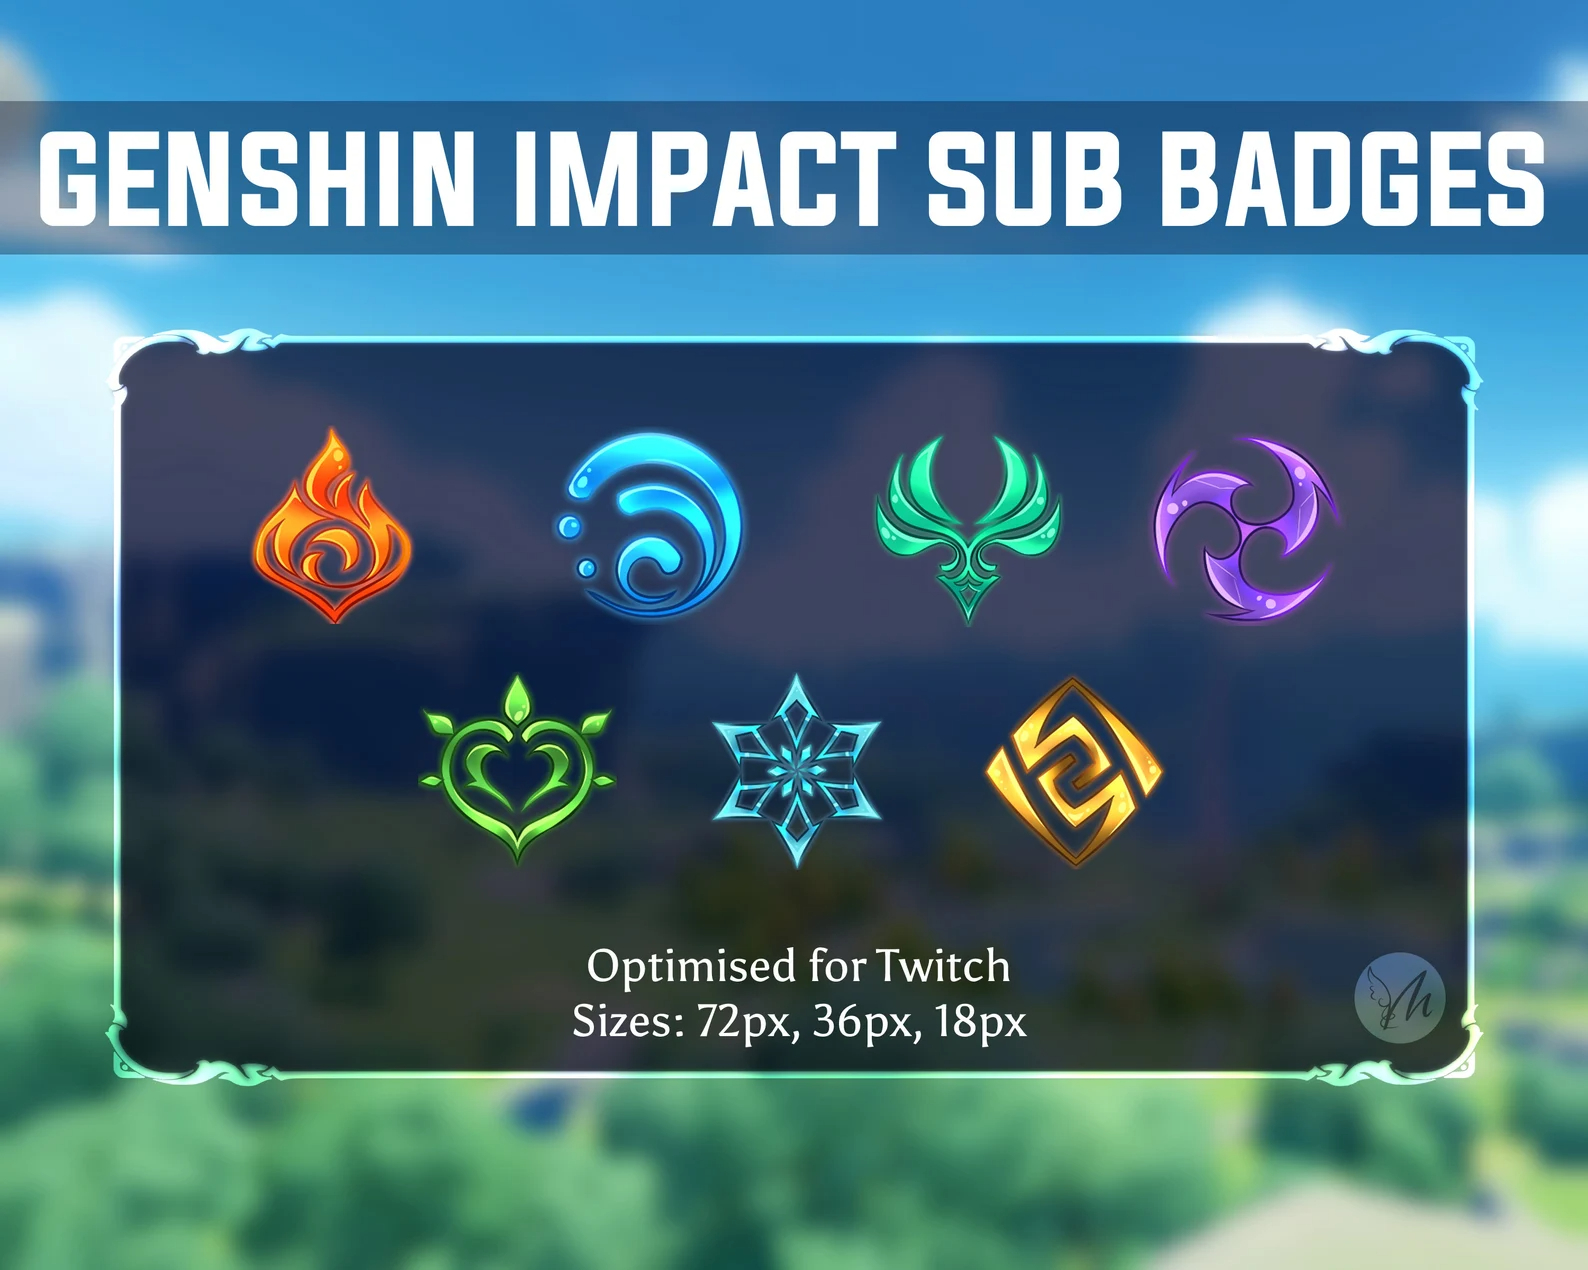 GENSHIN IMPACT SUB BADGES
Optimised for Twitch
Sizes: 72px, 36px, 18px